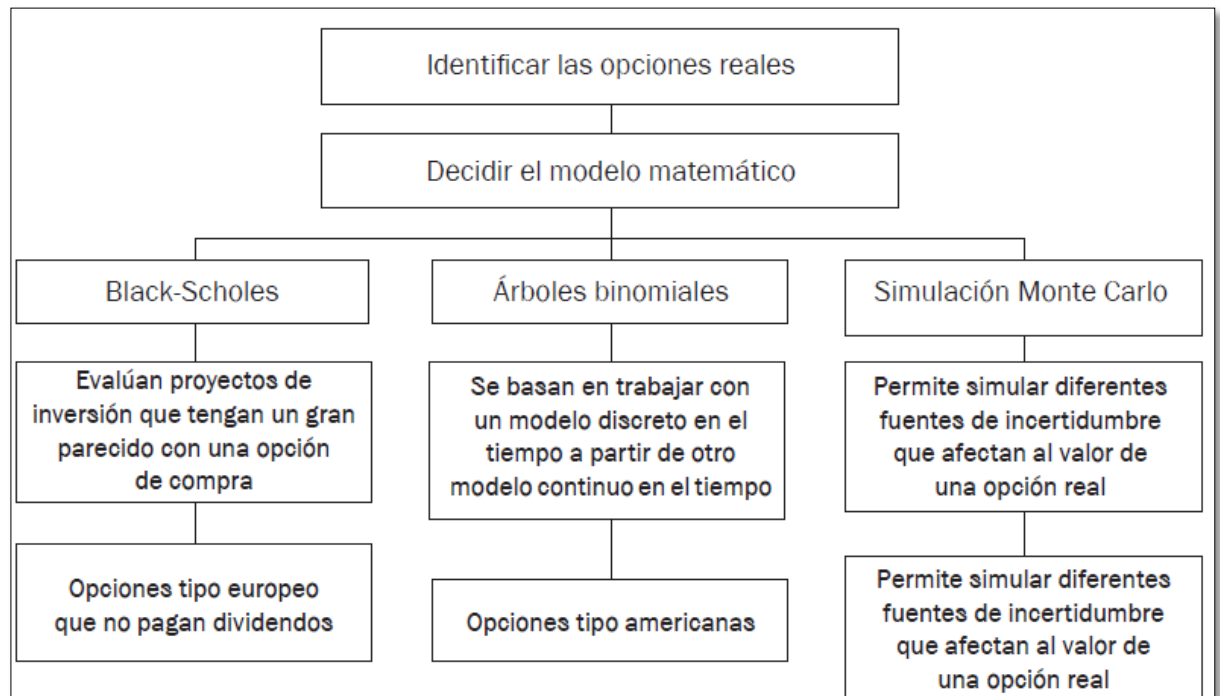 Identificar las opciones reales
Decidir el modelo matemático
Black-Scholes
Evalúan proyectos de
inversión que tengan un gran
parecido con una opción
de compra
Opciones tipo europeo
que no pagan dividendos
Árboles binomiales
Se basan en trabajar con
un modelo discreto en el
tiempo a partir de otro
modelo continuo en el tiempo
Opciones tipo americanas
Simulación Monte Carlo
Permite simular diferentes
fuentes de incertidumbre
que afectan al valor de
una opción real
Permite simular diferentes
fuentes de incertidumbre
que afectan al valor de
una opción real